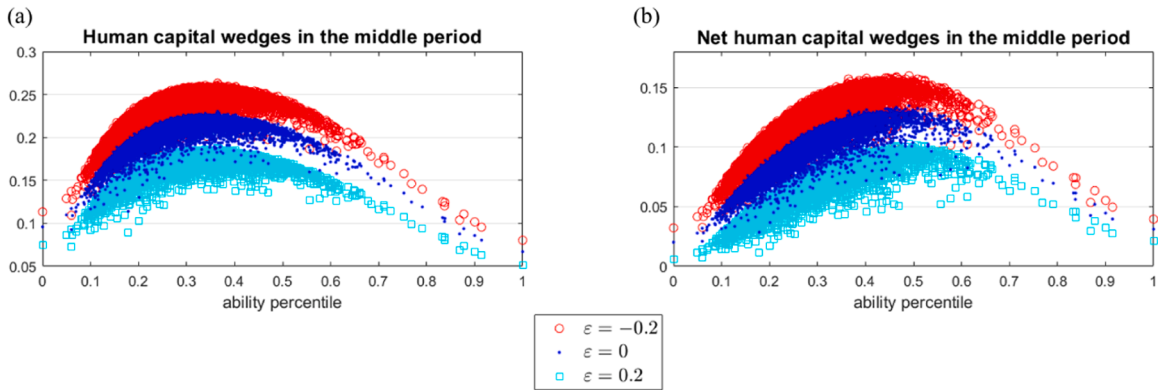 (a)
Human capital wedges in the middle period
0.3
0.25
0.2
0.15
0.1
0.05
0 0.1 0.2 0.3 0.4 0.5 0.6 0.7 0.8 0.9 1
ability percentile
(b)
Net human capital wedges in the middle period
0.15
0.1
0.05
0
0 0.1 0.2 0.3 0.4 0.5 0.6 0.7 0.8 0.9 1
ability percentile
ε = −0.2
ε = 0
ε = 0.2